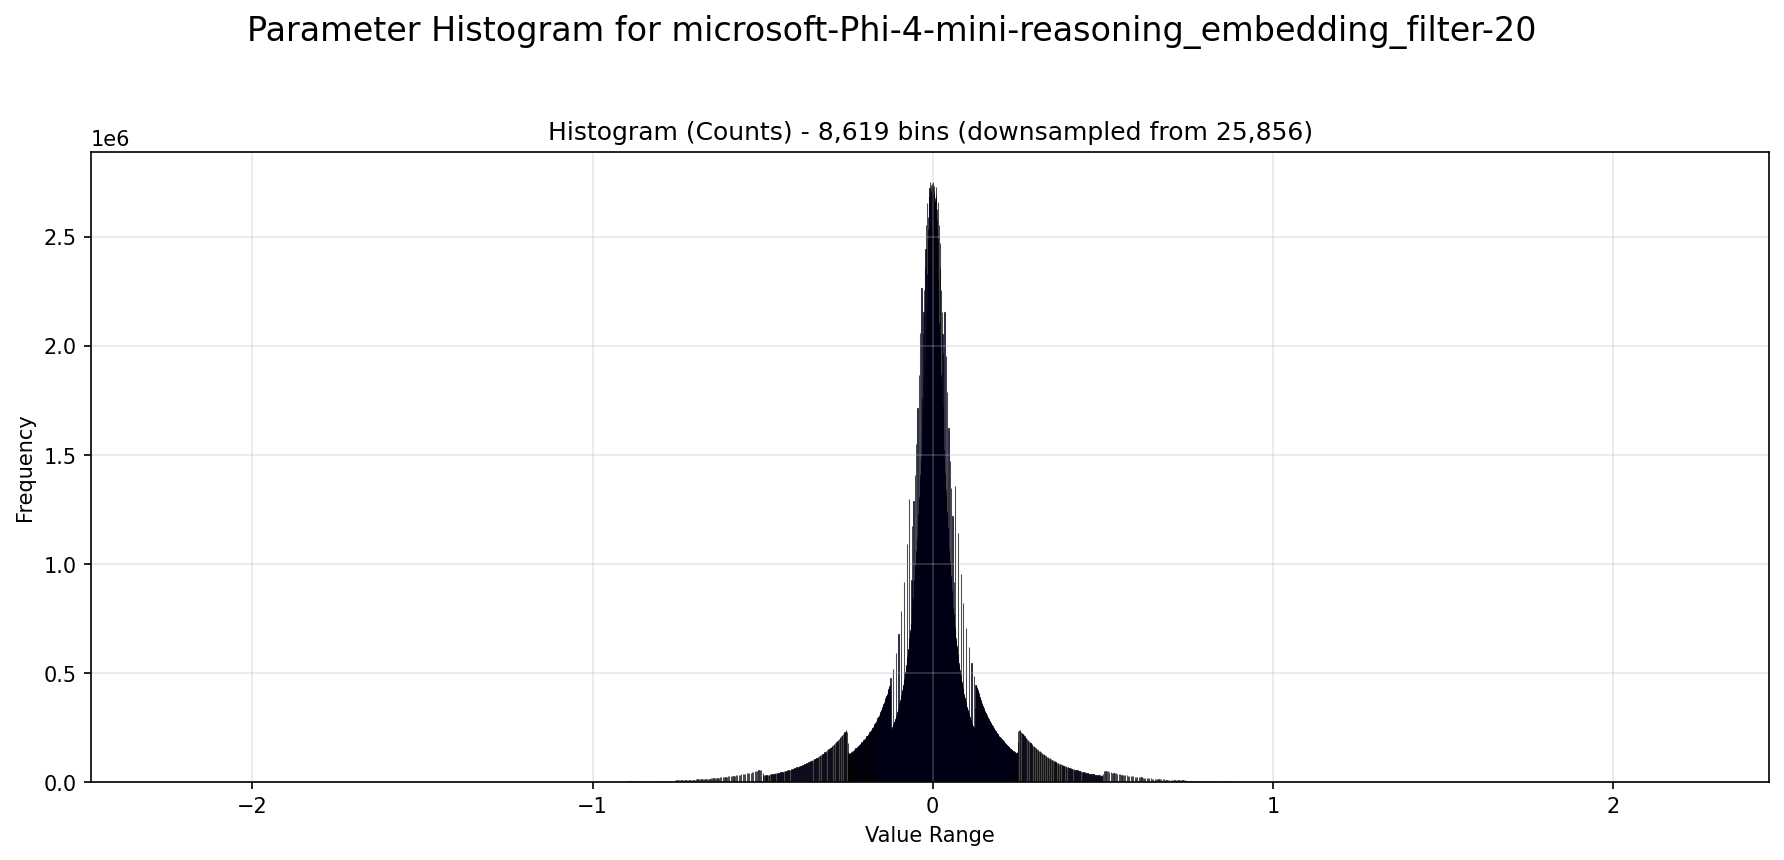 Parameter Histogram for microsoft-Phi-4-mini-reasoning_embedding_filter-20
Histogram (Counts) - 8,619 bins (downsampled from 25,856)
1e6
2.5
2.0
1.5
1.0
0.5
0.0
Frequency
−2
−1
0
1
2
Value Range